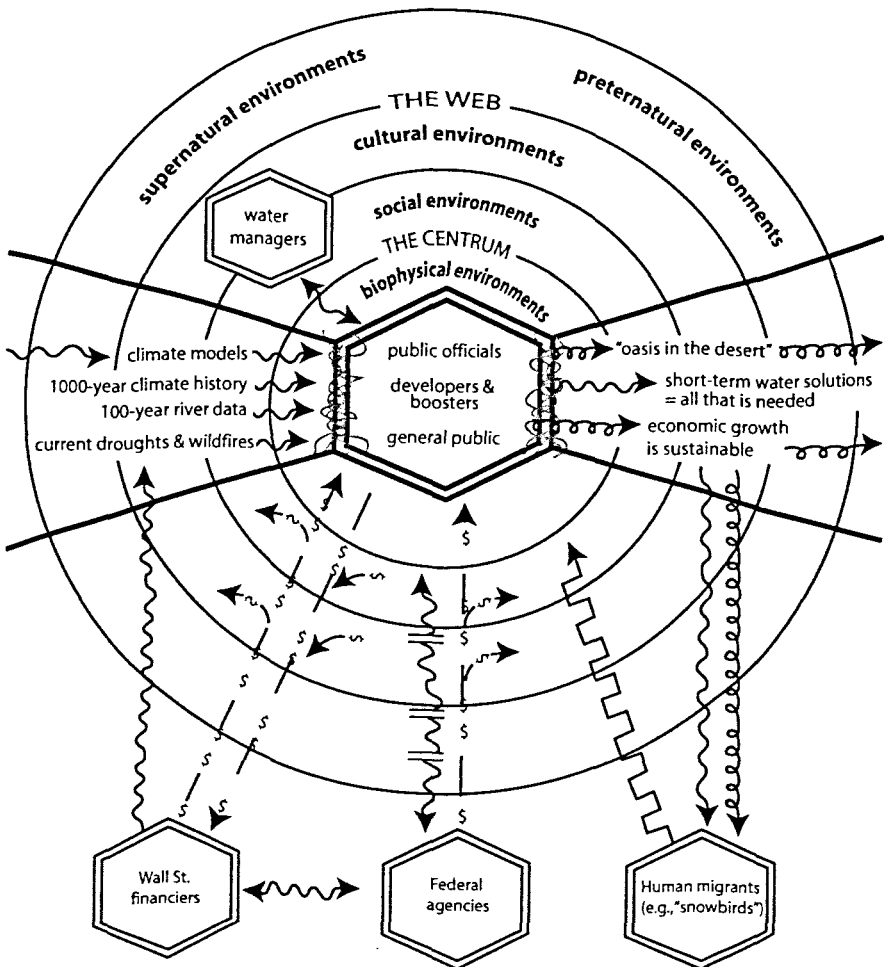 supernatural environments
preternatural environments
THE WEB
cultural environments
social environments
THE CENTRUM
biophysical environments
water
managers
climate models
1000-year climate history
100-year river data
current droughts & wildfires
public officials
developers &
boosters
general public
"oasis in the desert"
short-term water solutions
= all that is needed
economic growth
is sustainable
Wall St.
financiers
Federal
agencies
Human migrants
(e.g., "snowbirds")